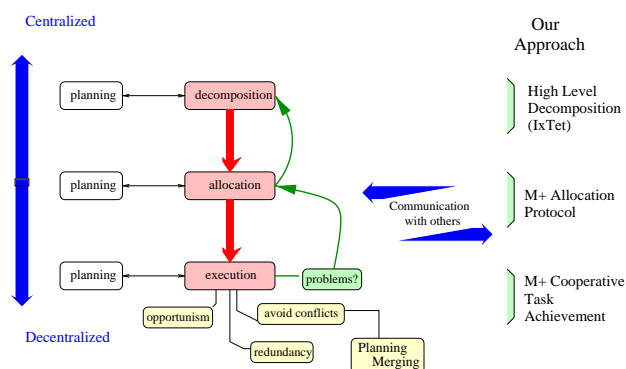 Centralized
Our
Approach
planning
decomposition
High Level
Decomposition
(IxTet)
planning
allocation
Communication
with others
M+ Allocation
Protocol
planning
execution
problems?
M+ Cooperative
Task
Achievement
opportunism
avoid conflicts
redundancy
Planning
Merging
Decentralized